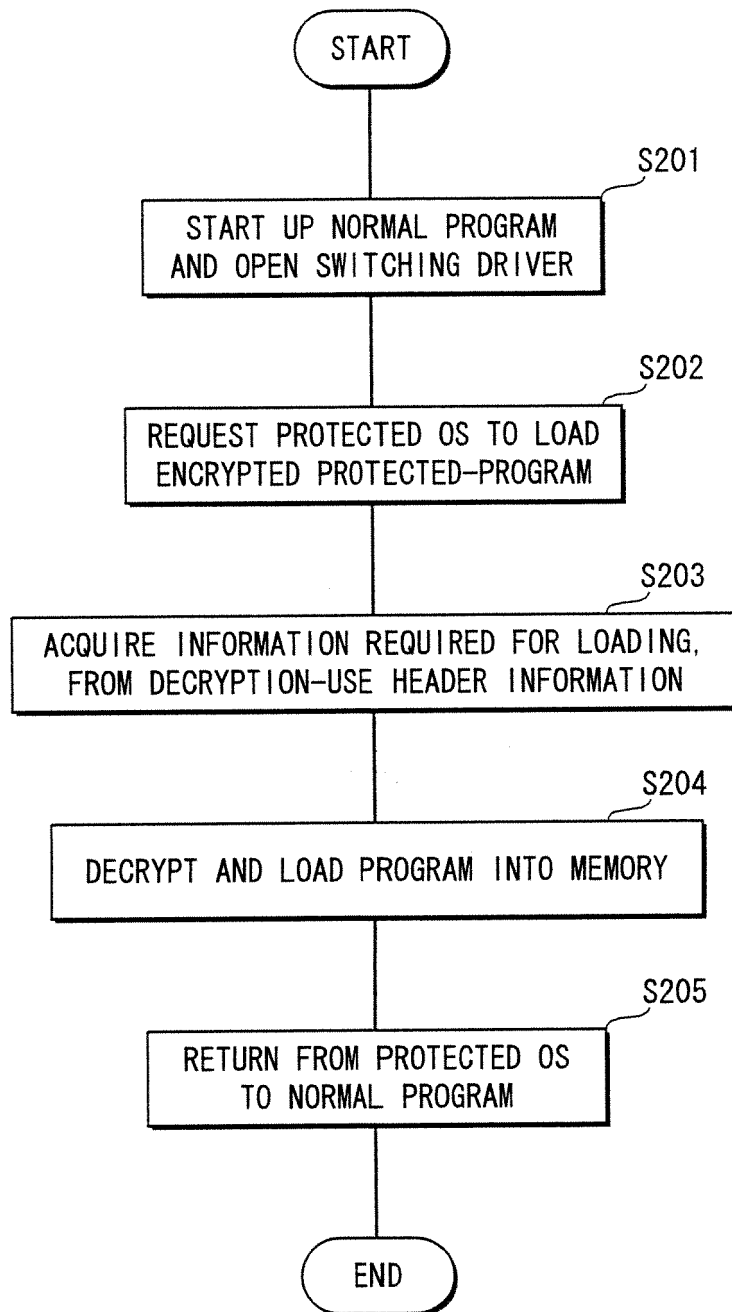 START
S201
START UP NORMAL PROGRAM
AND OPEN SWITCHING DRIVER
S202
REQUEST PROTECTED OS TO LOAD
ENCRYPTED PROTECTED-PROGRAM
S203
ACQUIRE INFORMATION REQUIRED FOR LOADING,
FROM DECRYPTION-USE HEADER INFORMATION
S204
DECRYPT AND LOAD PROGRAM INTO MEMORY
S205
RETURN FROM PROTECTED OS
TO NORMAL PROGRAM
END